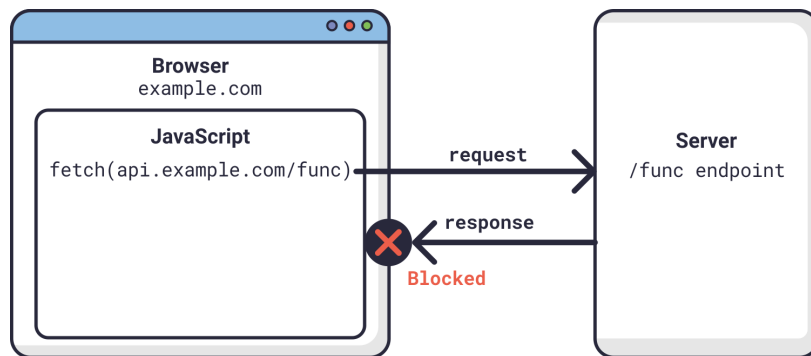 Browser
example.com
JavaScript
fetch(api.example.com/func)
request
response
Blocked
Server
/func endpoint